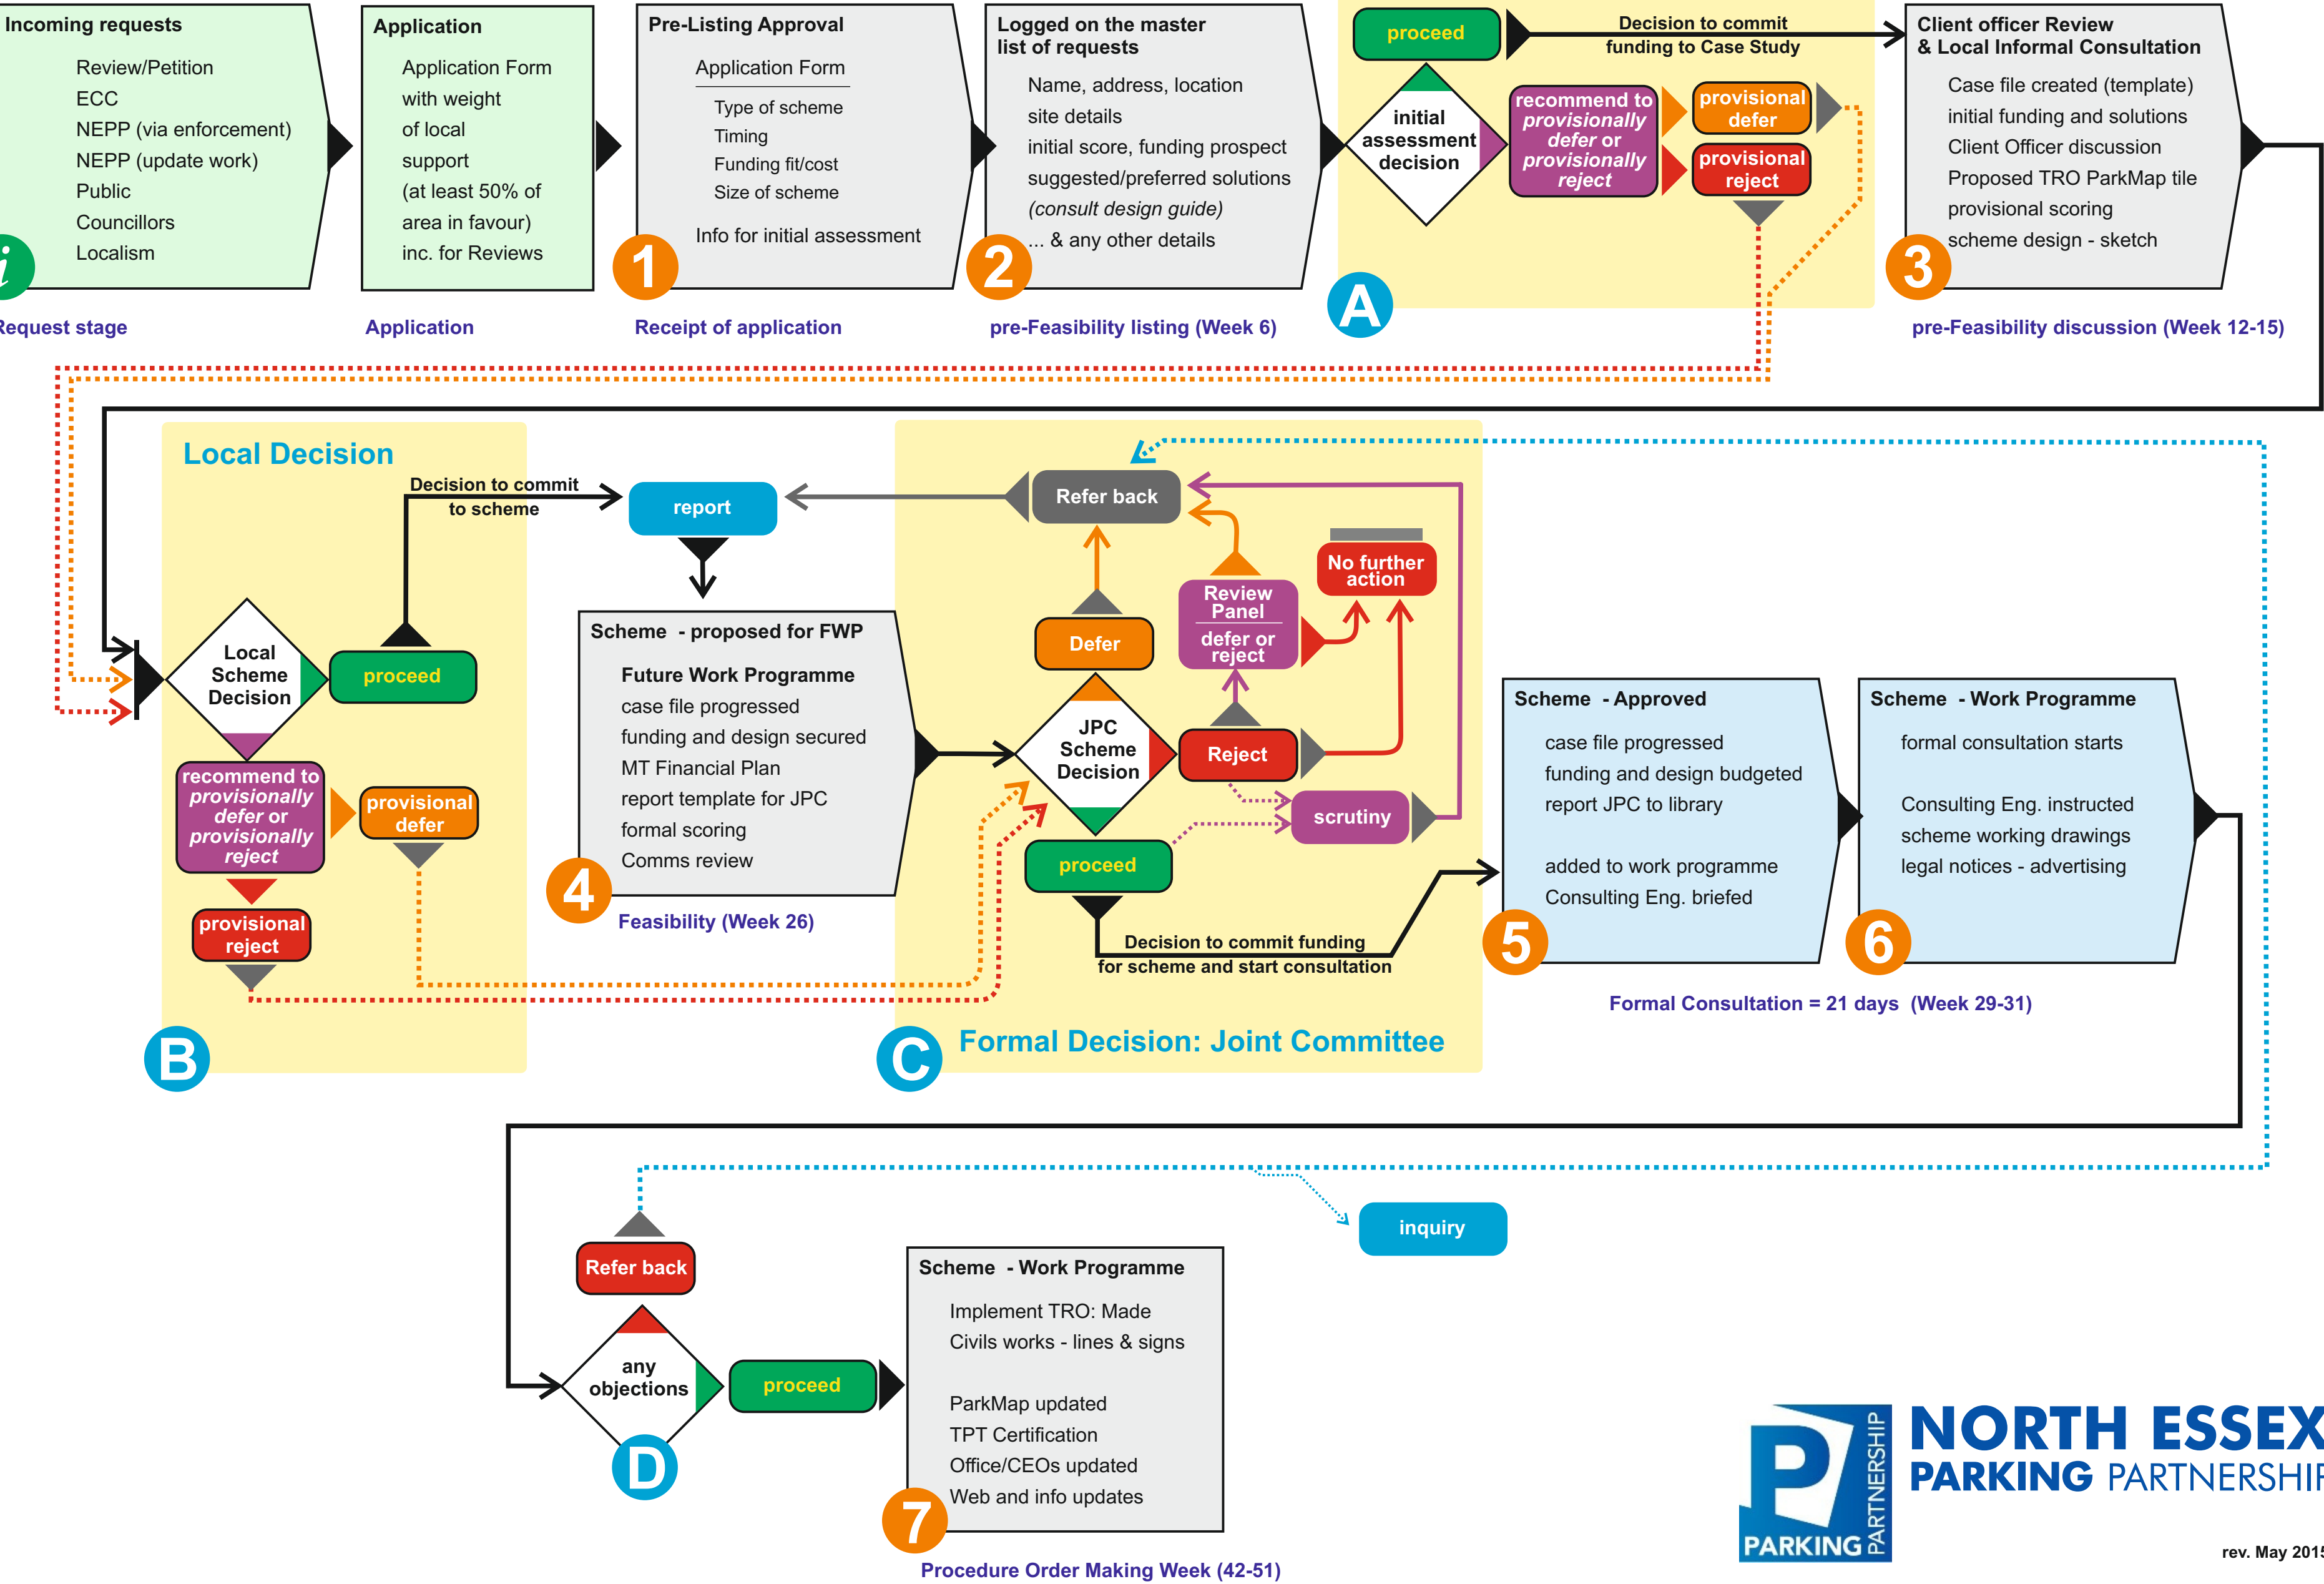 Incoming requests
Review/Petition
ECC
NEPP (via enforcement)
NEPP (update work)
Public
Councillors
Localism
i
Request stage
Application
Application Form
with weight
of local
support
(at least 50% of
area in favour)
inc. for Reviews
Application
Pre-Listing Approval
Application Form
Type of scheme
Timing
Funding fit/cost
Size of scheme
Info for initial assessment
1
Receipt of application
Logged on the master
list of requests
Name, address, location
site details
initial score, funding prospect
suggested/preferred solutions
(consult design guide)
... & any other details
2
pre-Feasibility listing (Week 6)
proceed
Decision to commit
funding to Case Study
initial
assessment
decision
recommend to
provisionally
defer or
provisionally
reject
provisional
defer
provisional
reject
A
Client officer Review
& Local Informal Consultation
Case file created (template)
initial funding and solutions
Client Officer discussion
Proposed TRO ParkMap tile
provisional scoring
scheme design - sketch
3
pre-Feasibility discussion (Week 12-15)
Local Decision
Decision to commit
to scheme
Local
Scheme
Decision
proceed
recommend to
provisionally
defer or
provisionally
reject
provisional
defer
provisional
reject
B
report
Scheme - proposed for FWP
Future Work Programme
case file progressed
funding and design secured
MT Financial Plan
report template for JPC
formal scoring
Comms review
4
Feasibility (Week 26)
Refer back
No further
action
Review
Panel
defer or
reject
Defer
JPC
Scheme
Decision
Reject
scrutiny
proceed
Decision to commit funding
for scheme and start consultation
C
Formal Decision: Joint Committee
Scheme - Approved
case file progressed
funding and design budgeted
report JPC to library
added to work programme
Consulting Eng. briefed
5
Scheme - Work Programme
formal consultation starts
Consulting Eng. instructed
scheme working drawings
legal notices - advertising
6
Formal Consultation = 21 days (Week 29-31)
inquiry
Refer back
any
objections
D
proceed
Scheme - Work Programme
Implement TRO: Made
Civils works - lines & signs
ParkMap updated
TPT Certification
Office/CEOs updated
Web and info updates
7
Procedure Order Making Week (42-51)
P
PARKING
PARTNERSHIP
NORTH ESSEX
PARKING PARTNERSHIP
rev. May 2015